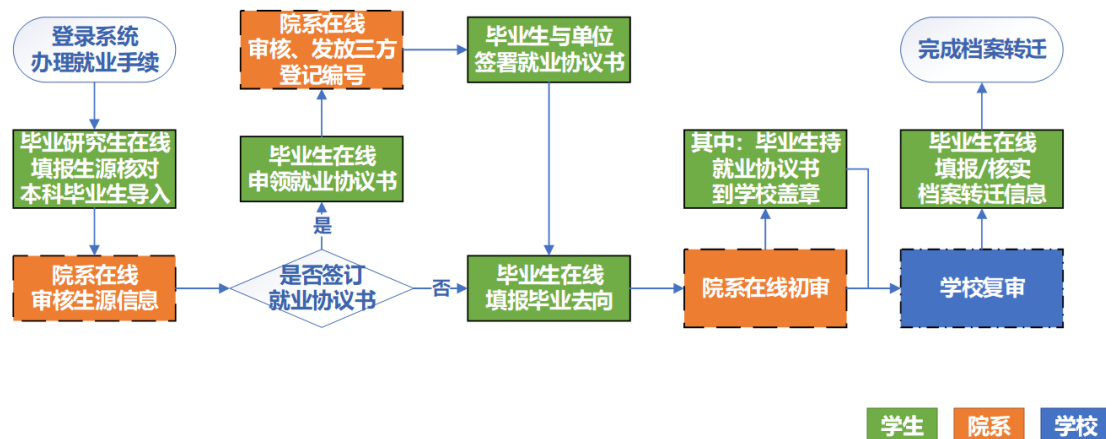 登录系统
办理就业手续
毕业研究生在线
填报生源核对
本科毕业生导入
院系在线
审核生源信息
是否签订
就业协议书
是
毕业生在线
申领就业协议书
院系在线
审核、发放三方
登记编号
毕业生与单位
签署就业协议书
否
毕业生在线
填报毕业去向
院系在线初审
其中：毕业生持
就业协议书
到学校盖章
学校复审
毕业生在线
填报/核实
档案转迁信息
完成档案转迁
学生
院系
学校